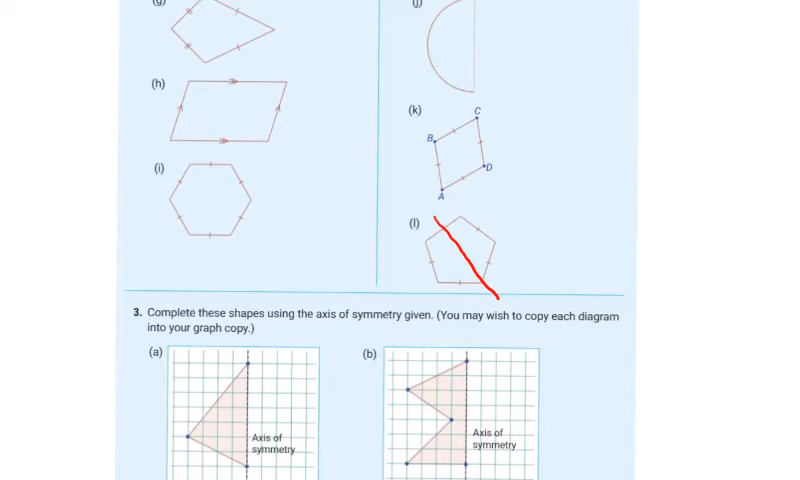 (g)
(j)
(h)
(k)
C
B
D
A
(i)
(l)
3. Complete these shapes using the axis of symmetry given. (You may wish to copy each diagram
into your graph copy.)
(a)
Axis of
symmetry
(b)
Axis of
symmetry